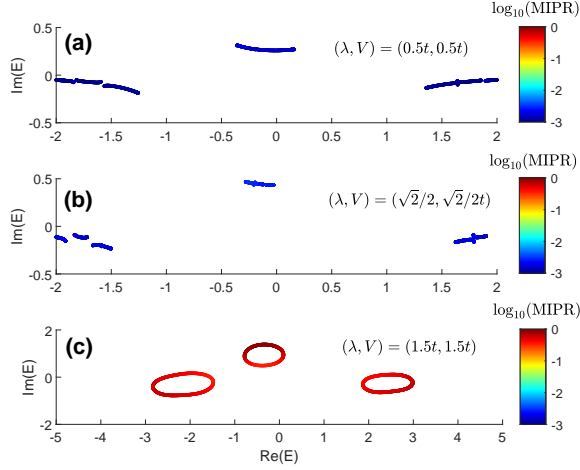 log₁₀(MIPR)
(a)
(λ, V) = (0.5t, 0.5t)
Im(E)
0.5
0
-0.5
-2 -1.5 -1 -0.5 0 0.5 1 1.5 2
0
-1
-2
-3
log₁₀(MIPR)
(b)
(λ, V) = (√2/2, √2/2t)
Im(E)
0.5
0
-0.5
-2 -1.5 -1 -0.5 0 0.5 1 1.5 2
0
-1
-2
-3
log₁₀(MIPR)
(c)
(λ, V) = (1.5t, 1.5t)
Im(E)
2
0
-2
-5 -4 -3 -2 -1 0 1 2 3 4 5
Re(E)
0
-1
-2
-3